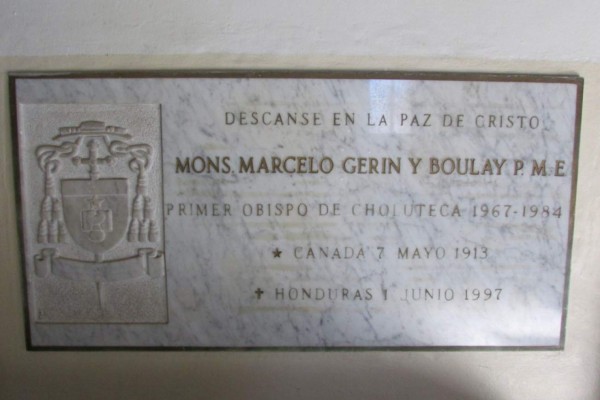 DESCANSE EN LA PAZ DE CRISTO
MONS. MARCELO GERIN Y BOULAY P. M. E
PRIMER OBISPO DE CHOLUTECA 1967-1984
★ CANADA 7 MAYO 1913
✝ HONDURAS 1 JUNIO 1997